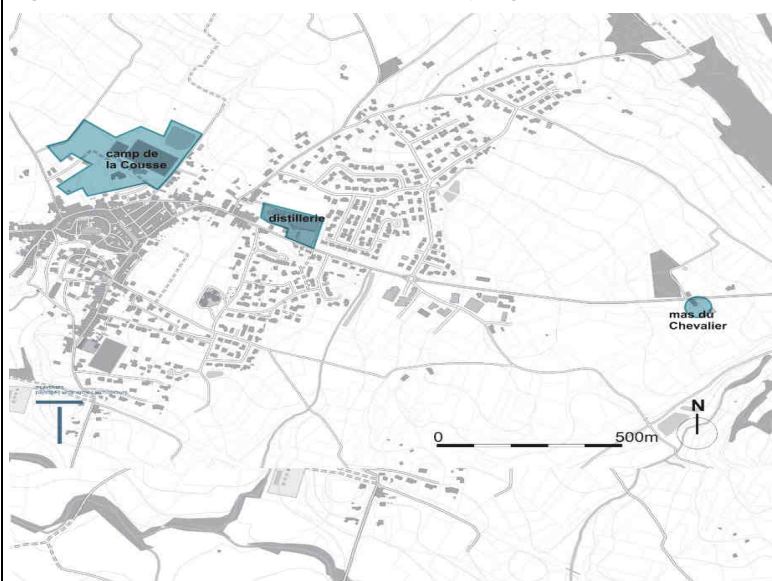 camp de
la Cousse
distillerie
mas du
Chevalier
N
0 500m